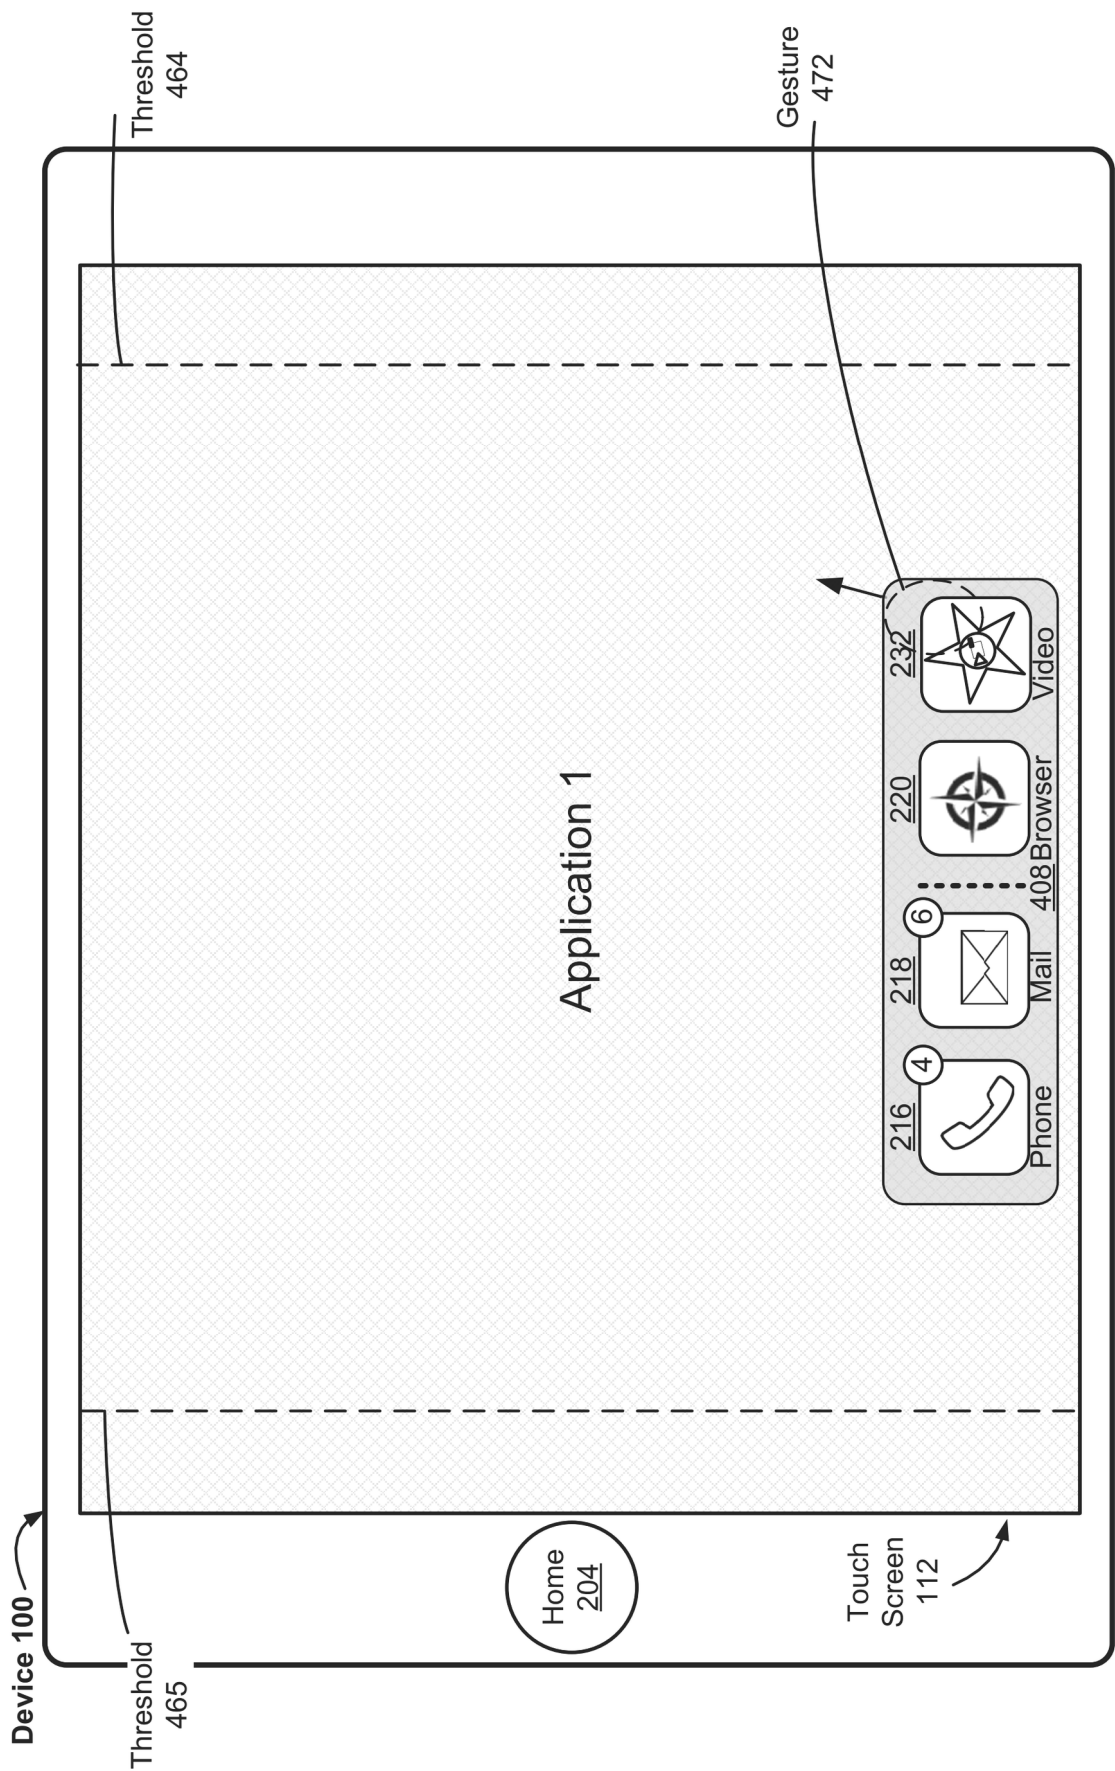 Device 100
Threshold
465
Threshold
464
Gesture
472
Home
204
Touch
Screen
112
Application 1
216
218
220
232
4
6
Phone
Mail
408
Browser
Video